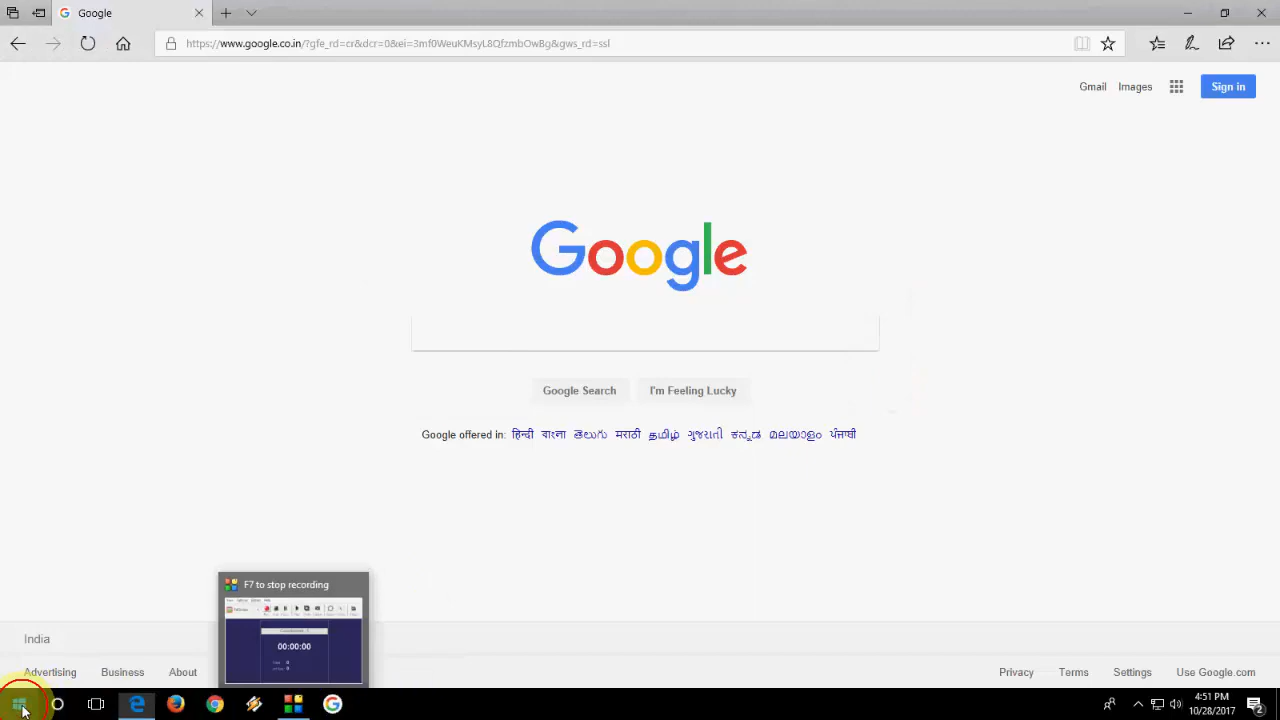 Google
https://www.google.co.in/?gfe_rd=cr&dcr=0&ei=3mf0WeuKMsyL8QfzmbOwBg&gws_rd=ssl
Gmail Images Sign in
Google
Google Search I'm Feeling Lucky
Google offered in: हिन्दी বাংলা తెలుగు मराठी தமிழ் ગુજરાતી ಕನ್ನಡ മലയാളം ਪੰਜਾਬੀ
F7 to stop recording
00:00:00
India
Advertising Business About Privacy Terms Settings Use Google.com
4:51 PM
10/28/2017
2